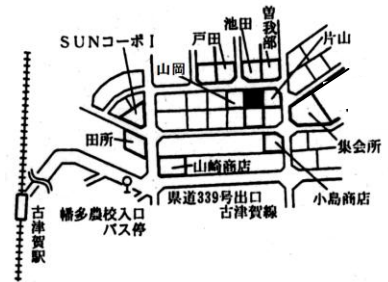 曽我部
池田
戸田
片山
SUNコーポⅠ
山岡
田所
集会所
山崎商店
県道339号出口
古津賀線
小島商店
幡多農校入口
バス停
古津賀駅